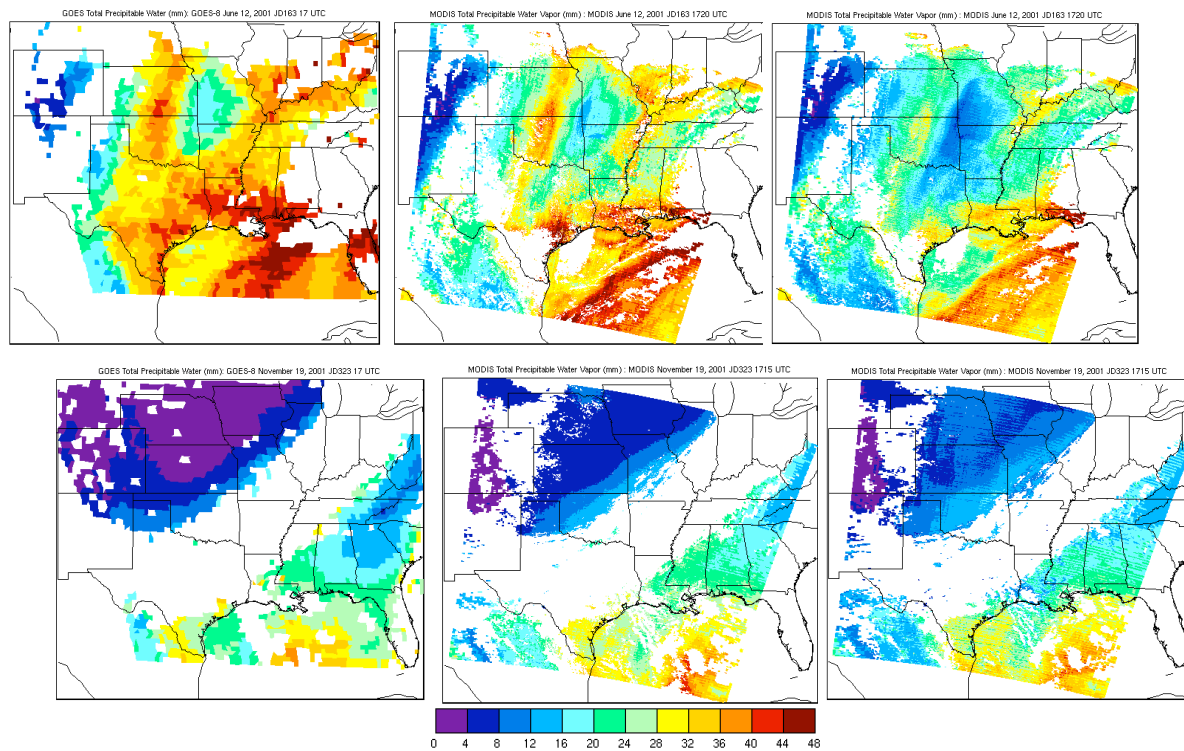 GOES Total Precipitable Water (mm): GOES-8 June 12, 2001 JD163 17 UTC
MODIS Total Precipitable Water Vapor (mm) : MODIS June 12, 2001 JD163 1720 UTC
MODIS Total Precipitable Water Vapor (mm) : MODIS June 12, 2001 JD163 1720 UTC
GOES Total Precipitable Water (mm): GOES-8 November 19, 2001 JD323 17 UTC
MODIS Total Precipitable Water Vapor (mm) : MODIS November 19, 2001 JD323 1715 UTC
MODIS Total Precipitable Water Vapor (mm) : MODIS November 19, 2001 JD323 1715 UTC
0 4 8 12 16 20 24 28 32 36 40 44 48